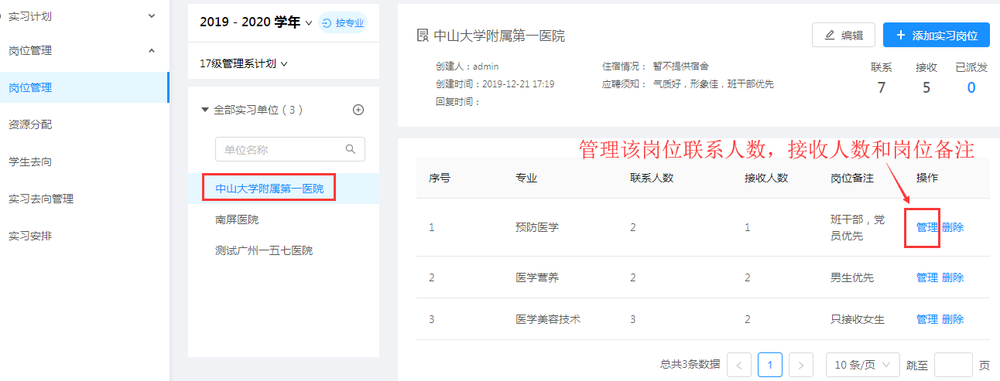 实习计划
岗位管理
岗位管理
资源分配
学生去向
实习去向管理
实习安排
2019 - 2020 学年 按专业
17级管理系计划
全部实习单位（3）
单位名称
中山大学附属第一医院
南屏医院
测试广州一五七医院
中山大学附属第一医院 编辑 + 添加实习岗位
创建人：admin 住宿情况： 暂不提供宿舍 联系 接收 已派发
创建时间：2019-12-21 17:19 应聘须知： 气质好，形象佳，班干部优先 7 5 0
回复时间：
管理该岗位联系人数，接收人数和岗位备注
序号 专业 联系人数 接收人数 岗位备注 操作
1 预防医学 2 1 班干部，党 管理 删除
员优先
2 医学营养 2 2 男生优先 管理 删除
3 医学美容技术 3 2 只接收女生 管理 删除
总共3条数据 < 1 > 10 条/页 跳至 页